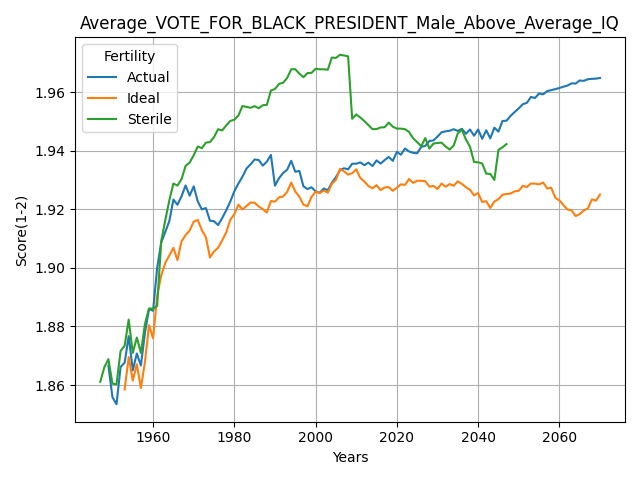 Average_VOTE_FOR_BLACK_PRESIDENT_Male_Above_Average_IQ
Fertility
Actual
Ideal
Sterile
Score(1-2)
1.96
1.94
1.92
1.90
1.88
1.86
1960
1980
2000
2020
2040
2060
Years